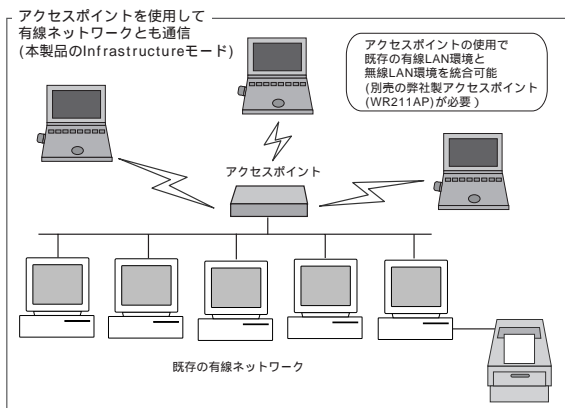 アクセスポイントを使用して
有線ネットワークとも通信
(本製品のInfrastructureモード)
アクセスポイントの使用で
既存の有線LAN環境と
無線LAN環境を統合可能
(別売の弊社製アクセスポイント
(WR211AP)が必要)
アクセスポイント
既存の有線ネットワーク